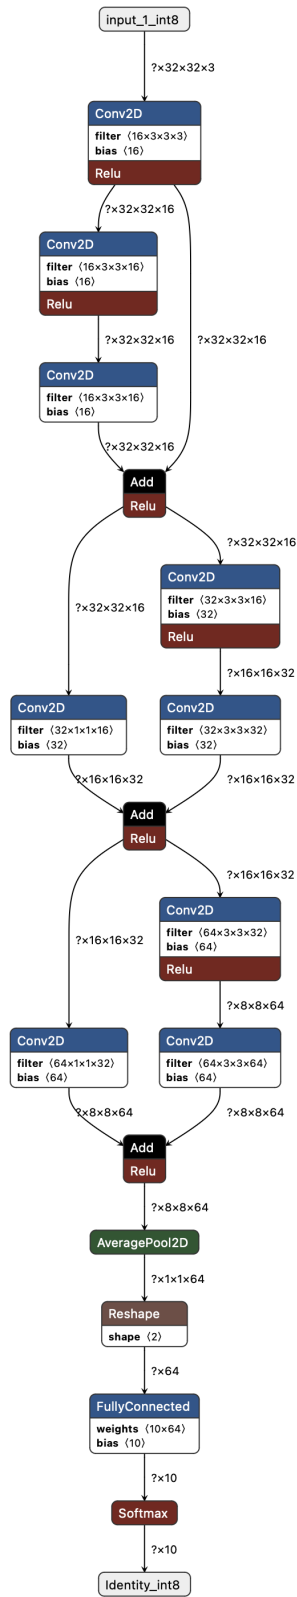 input_1_int8
?×32×32×3
Conv2D
filter ⟨16×3×3×3⟩
bias ⟨16⟩
Relu
?×32×32×16
Conv2D
filter ⟨16×3×3×16⟩
bias ⟨16⟩
Relu
?×32×32×16
?×32×32×16
Conv2D
filter ⟨16×3×3×16⟩
bias ⟨16⟩
?×32×32×16
Add
Relu
?×32×32×16
Conv2D
filter ⟨32×3×3×16⟩
bias ⟨32⟩
Relu
?×32×32×16
?×16×16×32
Conv2D
filter ⟨32×1×1×16⟩
bias ⟨32⟩
Conv2D
filter ⟨32×3×3×32⟩
bias ⟨32⟩
?×16×16×32
?×16×16×32
Add
Relu
?×16×16×32
Conv2D
filter ⟨64×3×3×32⟩
bias ⟨64⟩
Relu
?×16×16×32
?×8×8×64
Conv2D
filter ⟨64×1×1×32⟩
bias ⟨64⟩
Conv2D
filter ⟨64×3×3×64⟩
bias ⟨64⟩
?×8×8×64
?×8×8×64
Add
Relu
?×8×8×64
AveragePool2D
?×1×1×64
Reshape
shape ⟨2⟩
?×64
FullyConnected
weights ⟨10×64⟩
bias ⟨10⟩
?×10
Softmax
?×10
Identity_int8